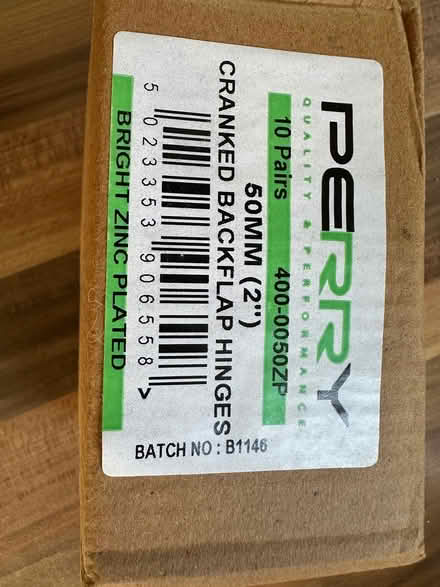 PERRY
QUALITY & PERFORMANCE
10 Pairs 400-0050ZP
50MM (2")
CRANKED BACKFLAP HINGES
5 023353 906558 >
BRIGHT ZINC PLATED
BATCH NO : B1146